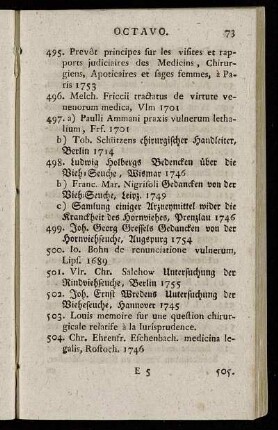 OCTAVO. 73
495. Prevôt principes sur les visites et rap-
ports judiciaires des Medicins, Chirur-
giens, Apoticaires et sages femmes, à Pa-
ris 1753
496. Melch. Friccii tractatus de virtute ve-
nenorum medica, Vlm 1701
497. a) Paulli Ammani praxis vulnerum letha-
lium, Frf. 1701
b) Tob. Schützens chirurgischer Handleiter,
Berlin 1714
498. Ludwig Holbergs Bedencken über die
Vieh-Seuche, Wismar 1746
b) Franc. Mar. Nigrisoli Gedancken von der
Vieh-Seuche, Leipz. 1749
c) Samlung einiger Arzneymittel wider die
Kranckheit des Hornviehes, Prenzlau 1746
499. Joh. Georg Gressels Gedancken von der
Hornviehseuche, Augspurg 1754
500. Io. Bohn de renunciatione vulnerum,
Lips. 1689
501. Vlr. Chr. Salchow Untersuchung der
Rindviehseuche, Berlin 1755
502. Joh. Ernst Wredens Untersuchung der
Vieheseuche, Hannover 1745
503. Louis memoire sur une question chirur-
gicale relatife à la Iurisprudence.
504. Chr. Ehrenfr. Eschenbach. medicina le-
galis, Rostoch. 1746
E 5 505.